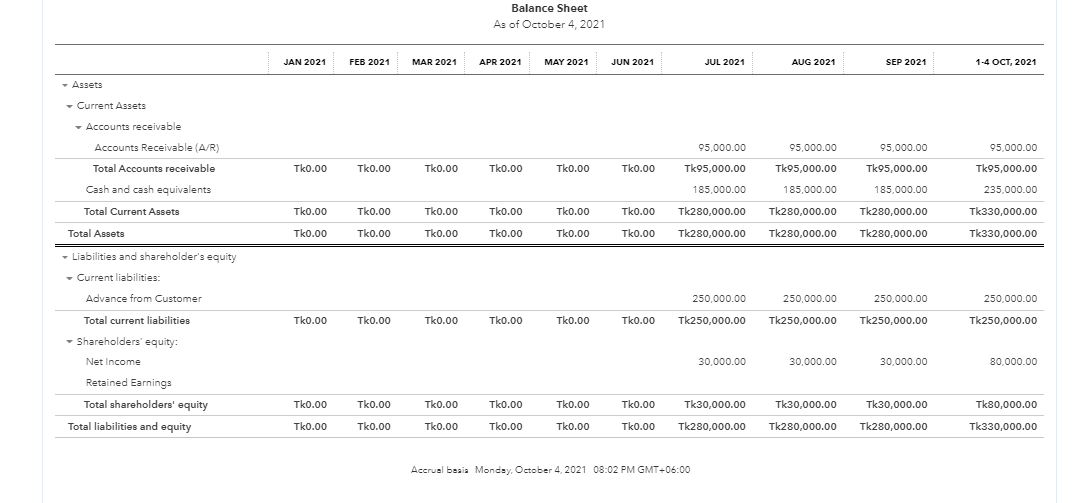 Balance Sheet
As of October 4, 2021
JAN 2021 FEB 2021 MAR 2021 APR 2021 MAY 2021 JUN 2021 JUL 2021 AUG 2021 SEP 2021 1-4 OCT, 2021
Assets
Current Assets
Accounts receivable
Accounts Receivable (A/R) 95,000.00 95,000.00 95,000.00 95,000.00
Total Accounts receivable Tk0.00 Tk0.00 Tk0.00 Tk0.00 Tk0.00 Tk0.00 Tk95,000.00 Tk95,000.00 Tk95,000.00 Tk95,000.00
Cash and cash equivalents 185,000.00 185,000.00 185,000.00 235,000.00
Total Current Assets Tk0.00 Tk0.00 Tk0.00 Tk0.00 Tk0.00 Tk0.00 Tk280,000.00 Tk280,000.00 Tk280,000.00 Tk330,000.00
Total Assets Tk0.00 Tk0.00 Tk0.00 Tk0.00 Tk0.00 Tk0.00 Tk280,000.00 Tk280,000.00 Tk280,000.00 Tk330,000.00
Liabilities and shareholder's equity
Current liabilities:
Advance from Customer 250,000.00 250,000.00 250,000.00 250,000.00
Total current liabilities Tk0.00 Tk0.00 Tk0.00 Tk0.00 Tk0.00 Tk0.00 Tk250,000.00 Tk250,000.00 Tk250,000.00 Tk250,000.00
Shareholders' equity:
Net Income 30,000.00 30,000.00 30,000.00 80,000.00
Retained Earnings
Total shareholders' equity Tk0.00 Tk0.00 Tk0.00 Tk0.00 Tk0.00 Tk0.00 Tk30,000.00 Tk30,000.00 Tk30,000.00 Tk80,000.00
Total liabilities and equity Tk0.00 Tk0.00 Tk0.00 Tk0.00 Tk0.00 Tk0.00 Tk280,000.00 Tk280,000.00 Tk280,000.00 Tk330,000.00
Accrual basis Monday, October 4, 2021 08:02 PM GMT+06:00